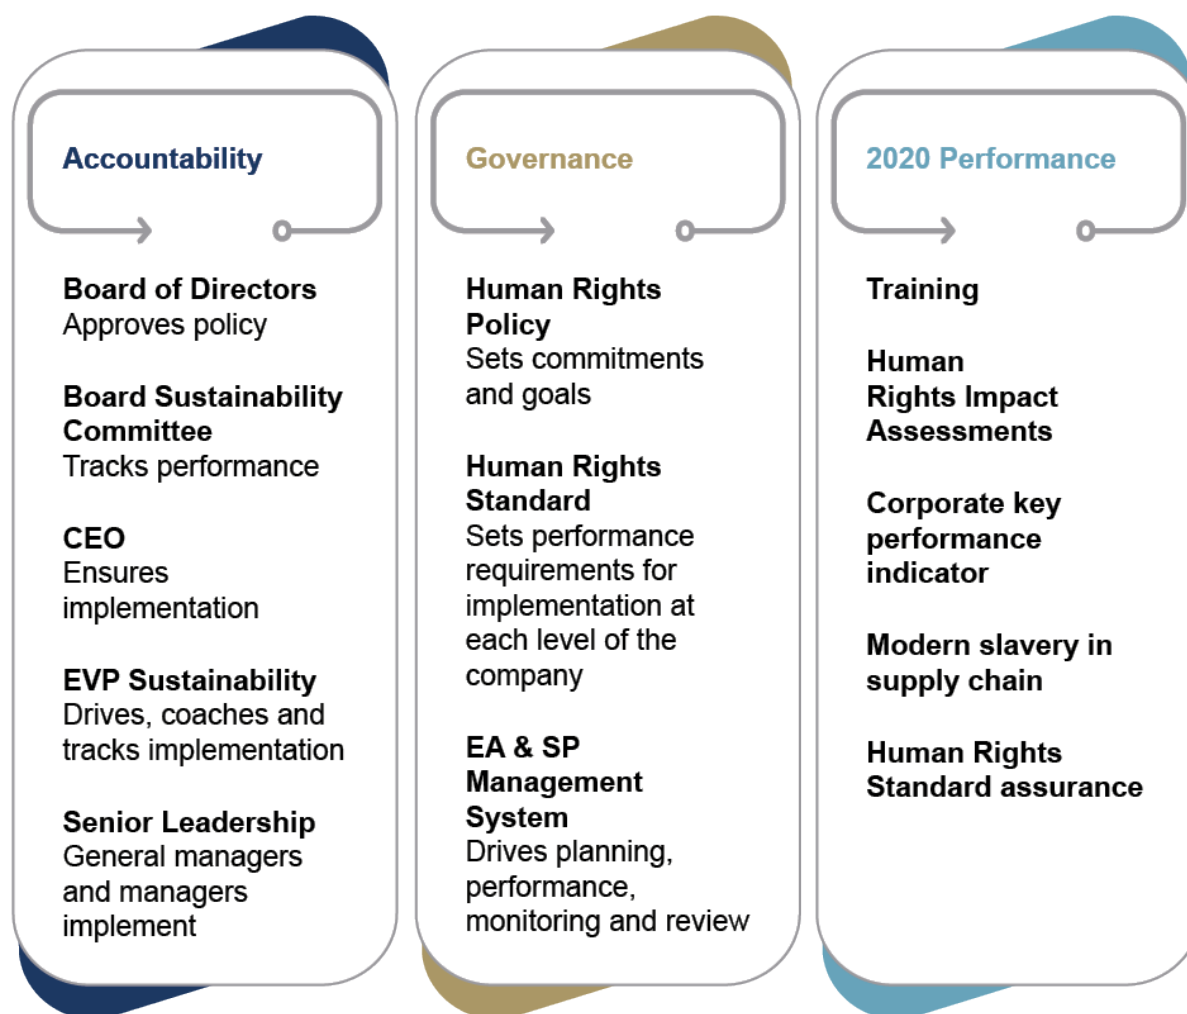 Accountability
Board of Directors
Approves policy
Board Sustainability
Committee
Tracks performance
CEO
Ensures
implementation
EVP Sustainability
Drives, coaches and
tracks implementation
Senior Leadership
General managers
and managers
implement
Governance
Human Rights
Policy
Sets commitments
and goals
Human Rights
Standard
Sets performance
requirements for
implementation at
each level of the
company
EA & SP
Management
System
Drives planning,
performance,
monitoring and review
2020 Performance
Training
Human
Rights Impact
Assessments
Corporate key
performance
indicator
Modern slavery in
supply chain
Human Rights
Standard assurance